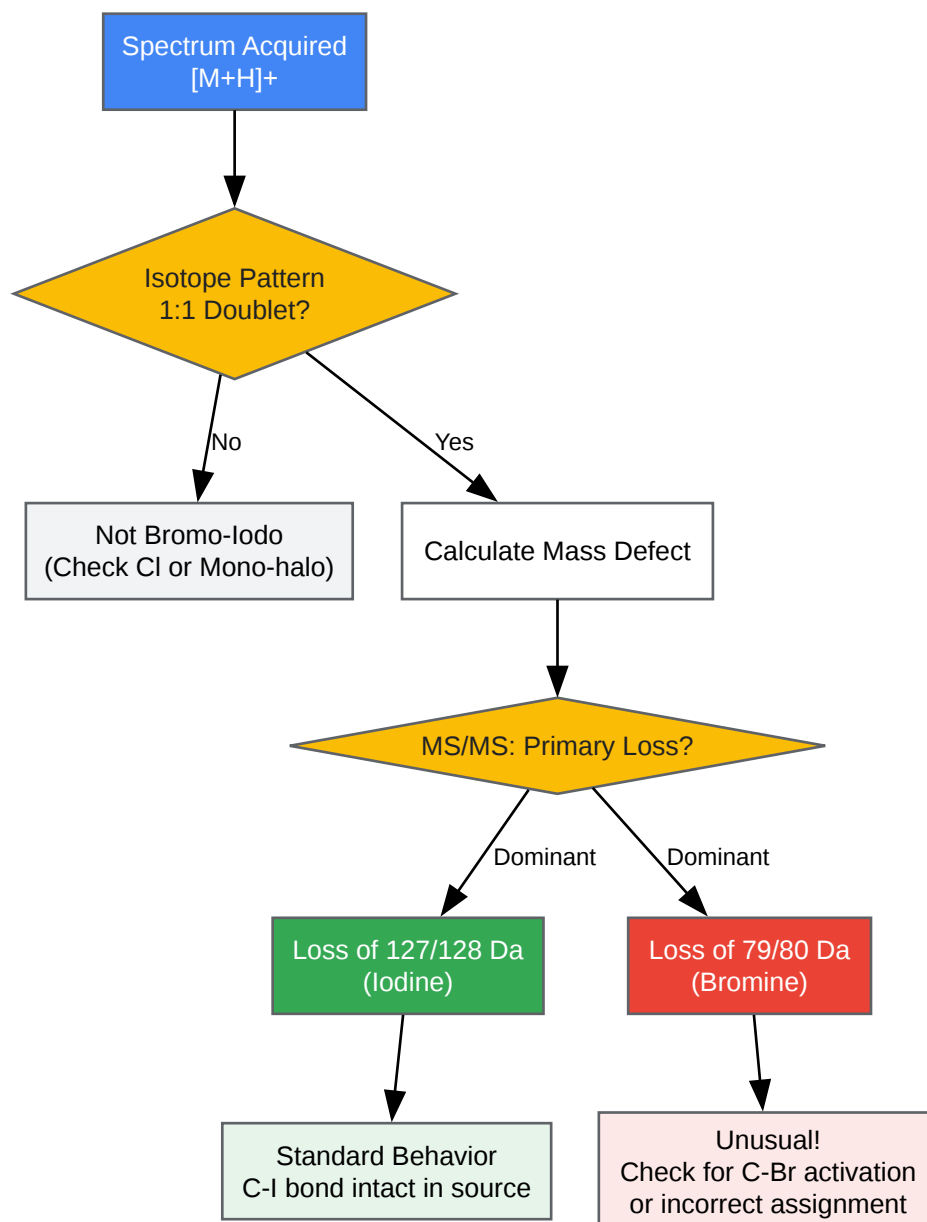 Spectrum Acquired
[M+H]+
Isotope Pattern
1:1 Doublet?
No
Yes
Not Bromo-Iodo
(Check Cl or Mono-halo)
Calculate Mass Defect
MS/MS: Primary Loss?
Dominant
Dominant
Loss of 127/128 Da
(Iodine)
Loss of 79/80 Da
(Bromine)
Standard Behavior
C-I bond intact in source
Unusual!
Check for C-Br activation
or incorrect assignment